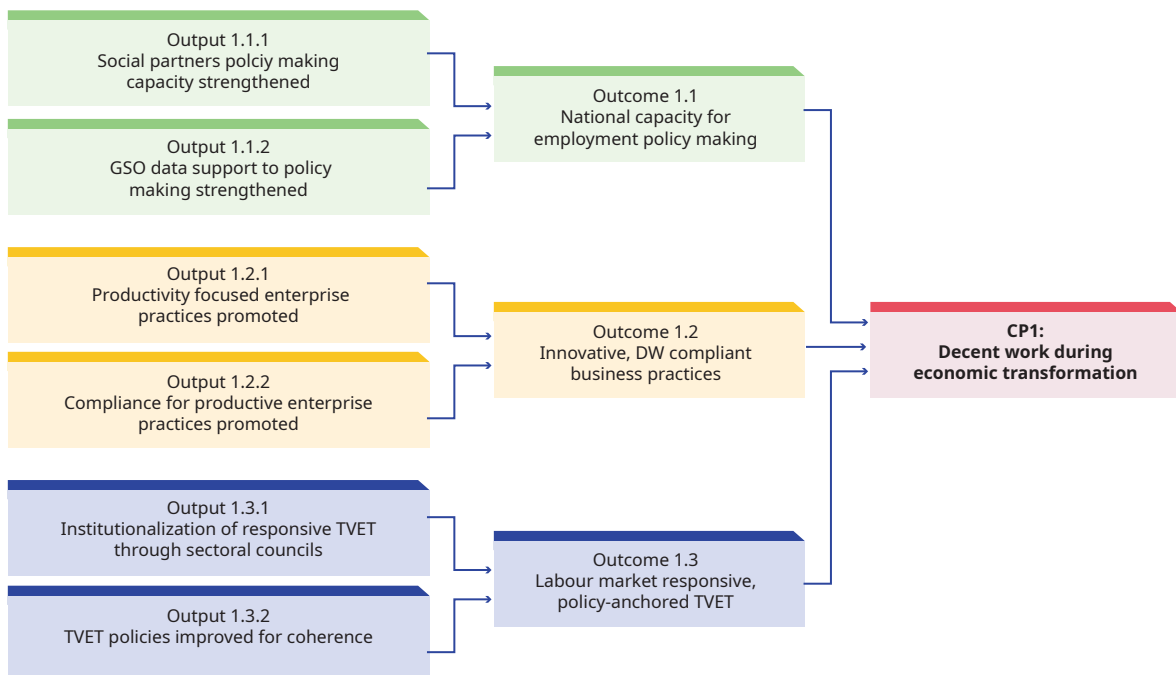 Output 1.1.1
Social partners polciy making
capacity strengthened
Output 1.1.2
GSO data support to policy
making strengthened
Outcome 1.1
National capacity for
employment policy making
Output 1.2.1
Productivity focused enterprise
practices promoted
Output 1.2.2
Compliance for productive enterprise
practices promoted
Outcome 1.2
Innovative, DW compliant
business practices
CP1:
Decent work during
economic transformation
Output 1.3.1
Institutionalization of responsive TVET
through sectoral councils
Output 1.3.2
TVET policies improved for coherence
Outcome 1.3
Labour market responsive,
policy-anchored TVET